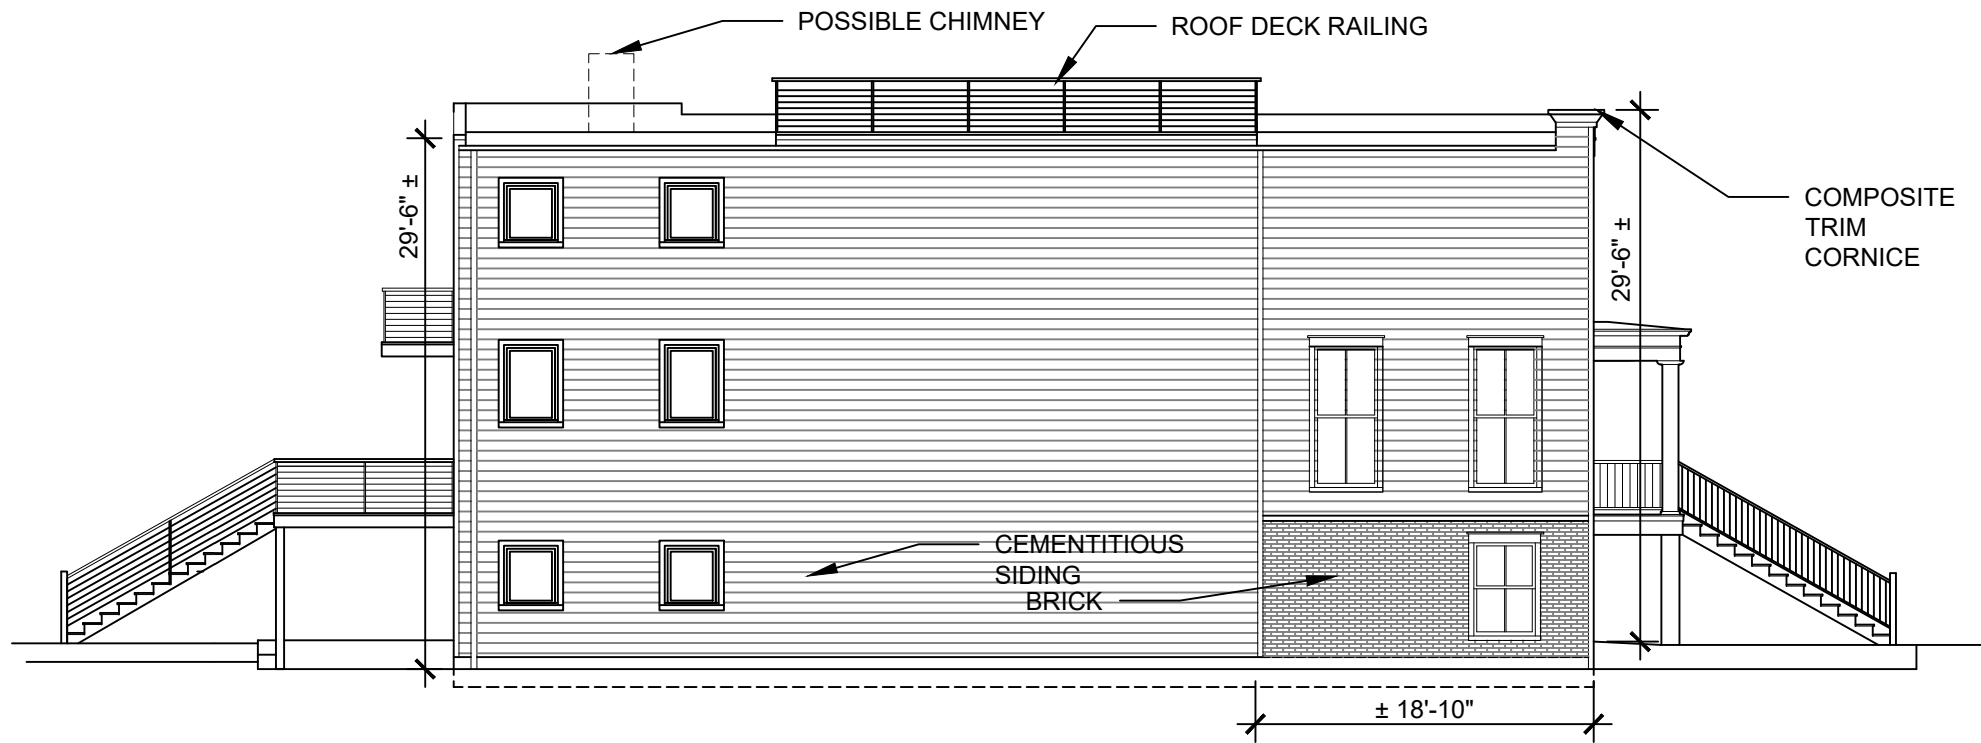 POSSIBLE CHIMNEY
ROOF DECK RAILING
COMPOSITE
TRIM
CORNICE
29'-6" ±
29'-6" ±
CEMENTITIOUS
SIDING
BRICK
± 18'-10"